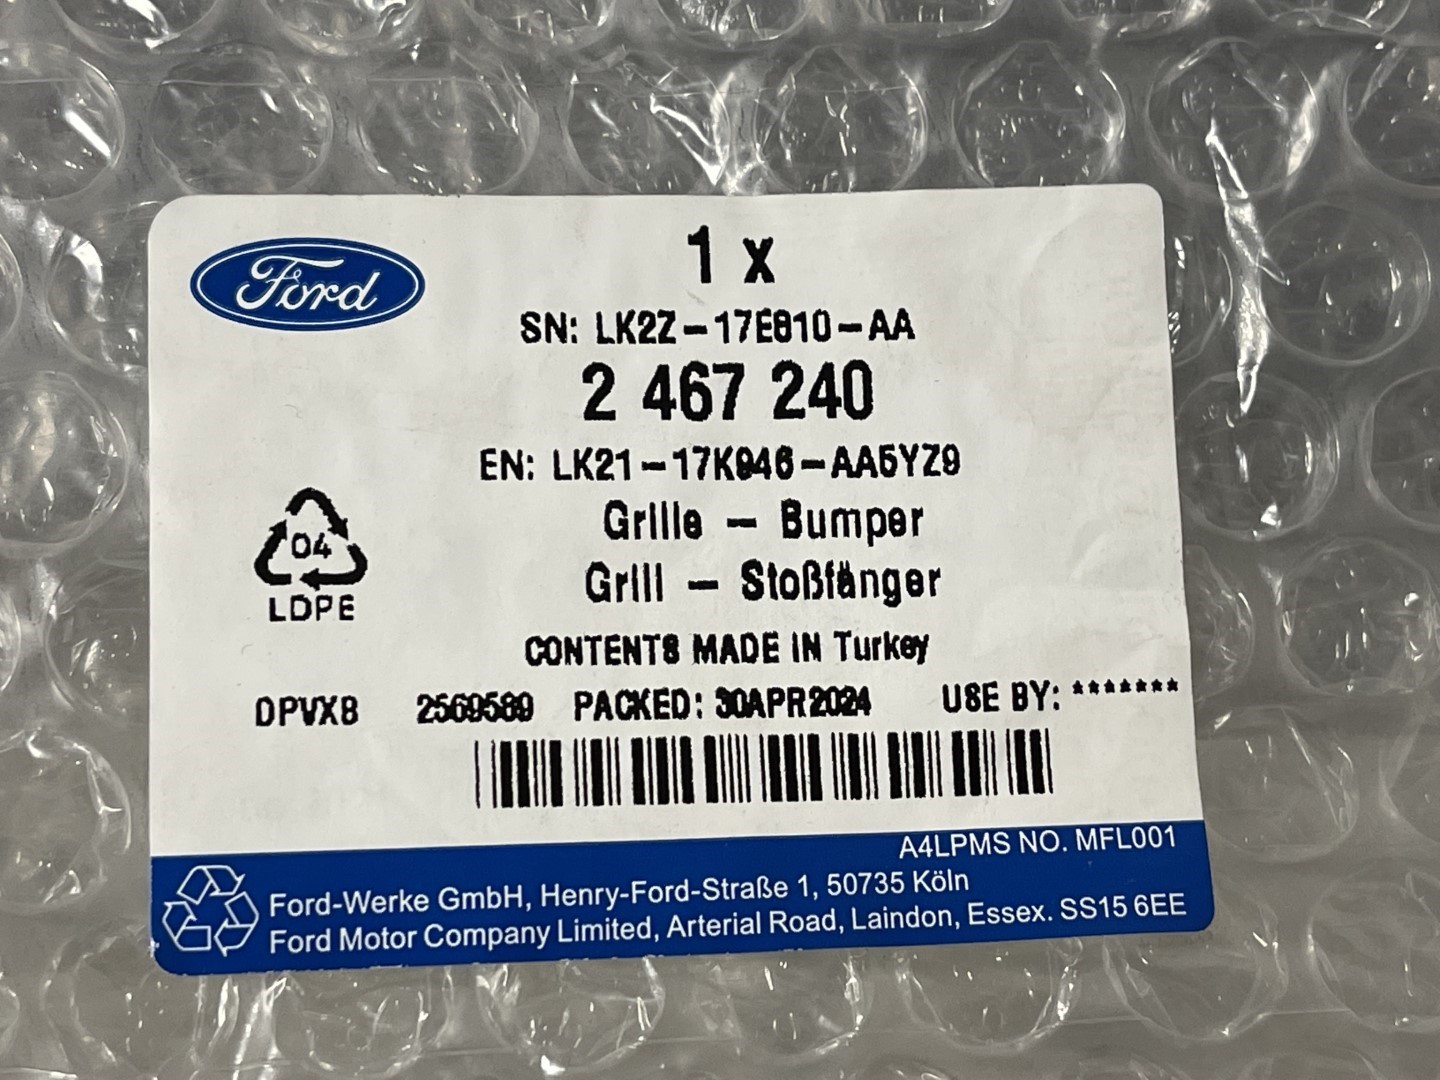 Ford
1 x
SN: LK2Z-17E810-AA
2 467 240
EN: LK21-17K946-AA5YZ9
Grille - Bumper
Grill - Stoßfänger
04
LDPE
CONTENTS MADE IN Turkey
DPVXB 2569589 PACKED: 30APR2024 USE BY: *******
A4LPMS NO. MFL001
Ford-Werke GmbH, Henry-Ford-Straße 1, 50735 Köln
Ford Motor Company Limited, Arterial Road, Laindon, Essex. SS15 6EE